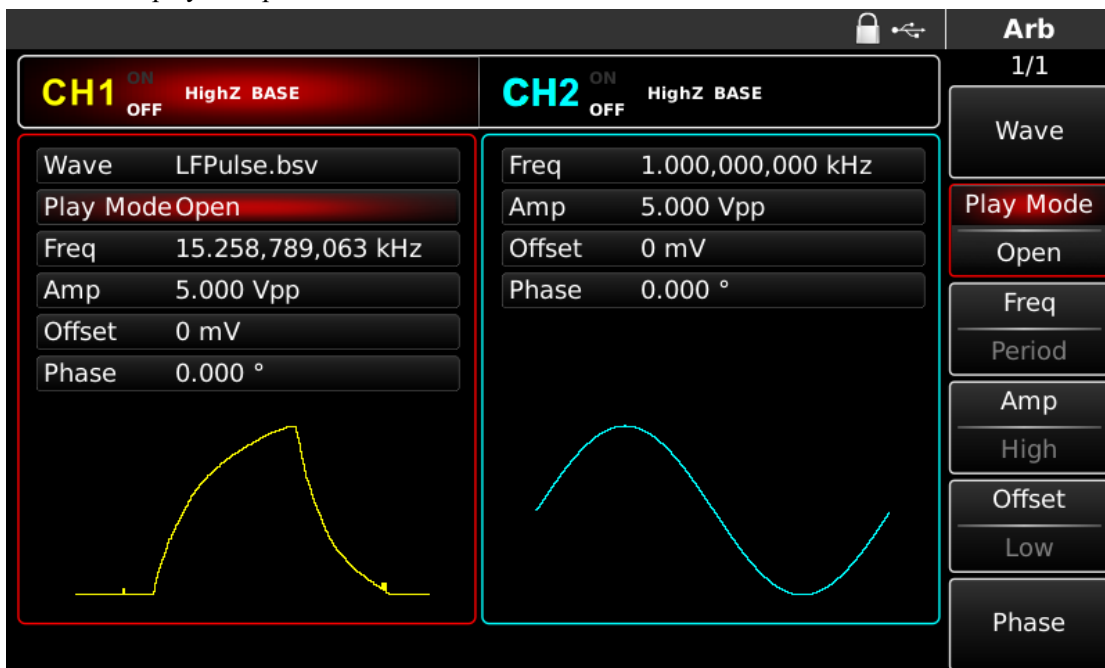 Arb
1/1
CH1 ON OFF HighZ BASE
CH2 ON OFF HighZ BASE
Wave LFPulse.bsv
Play Mode Open
Freq 15.258,789,063 kHz
Amp 5.000 Vpp
Offset 0 mV
Phase 0.000 °
Freq 1.000,000,000 kHz
Amp 5.000 Vpp
Offset 0 mV
Phase 0.000 °
Wave
Play Mode
Open
Freq
Period
Amp
High
Offset
Low
Phase